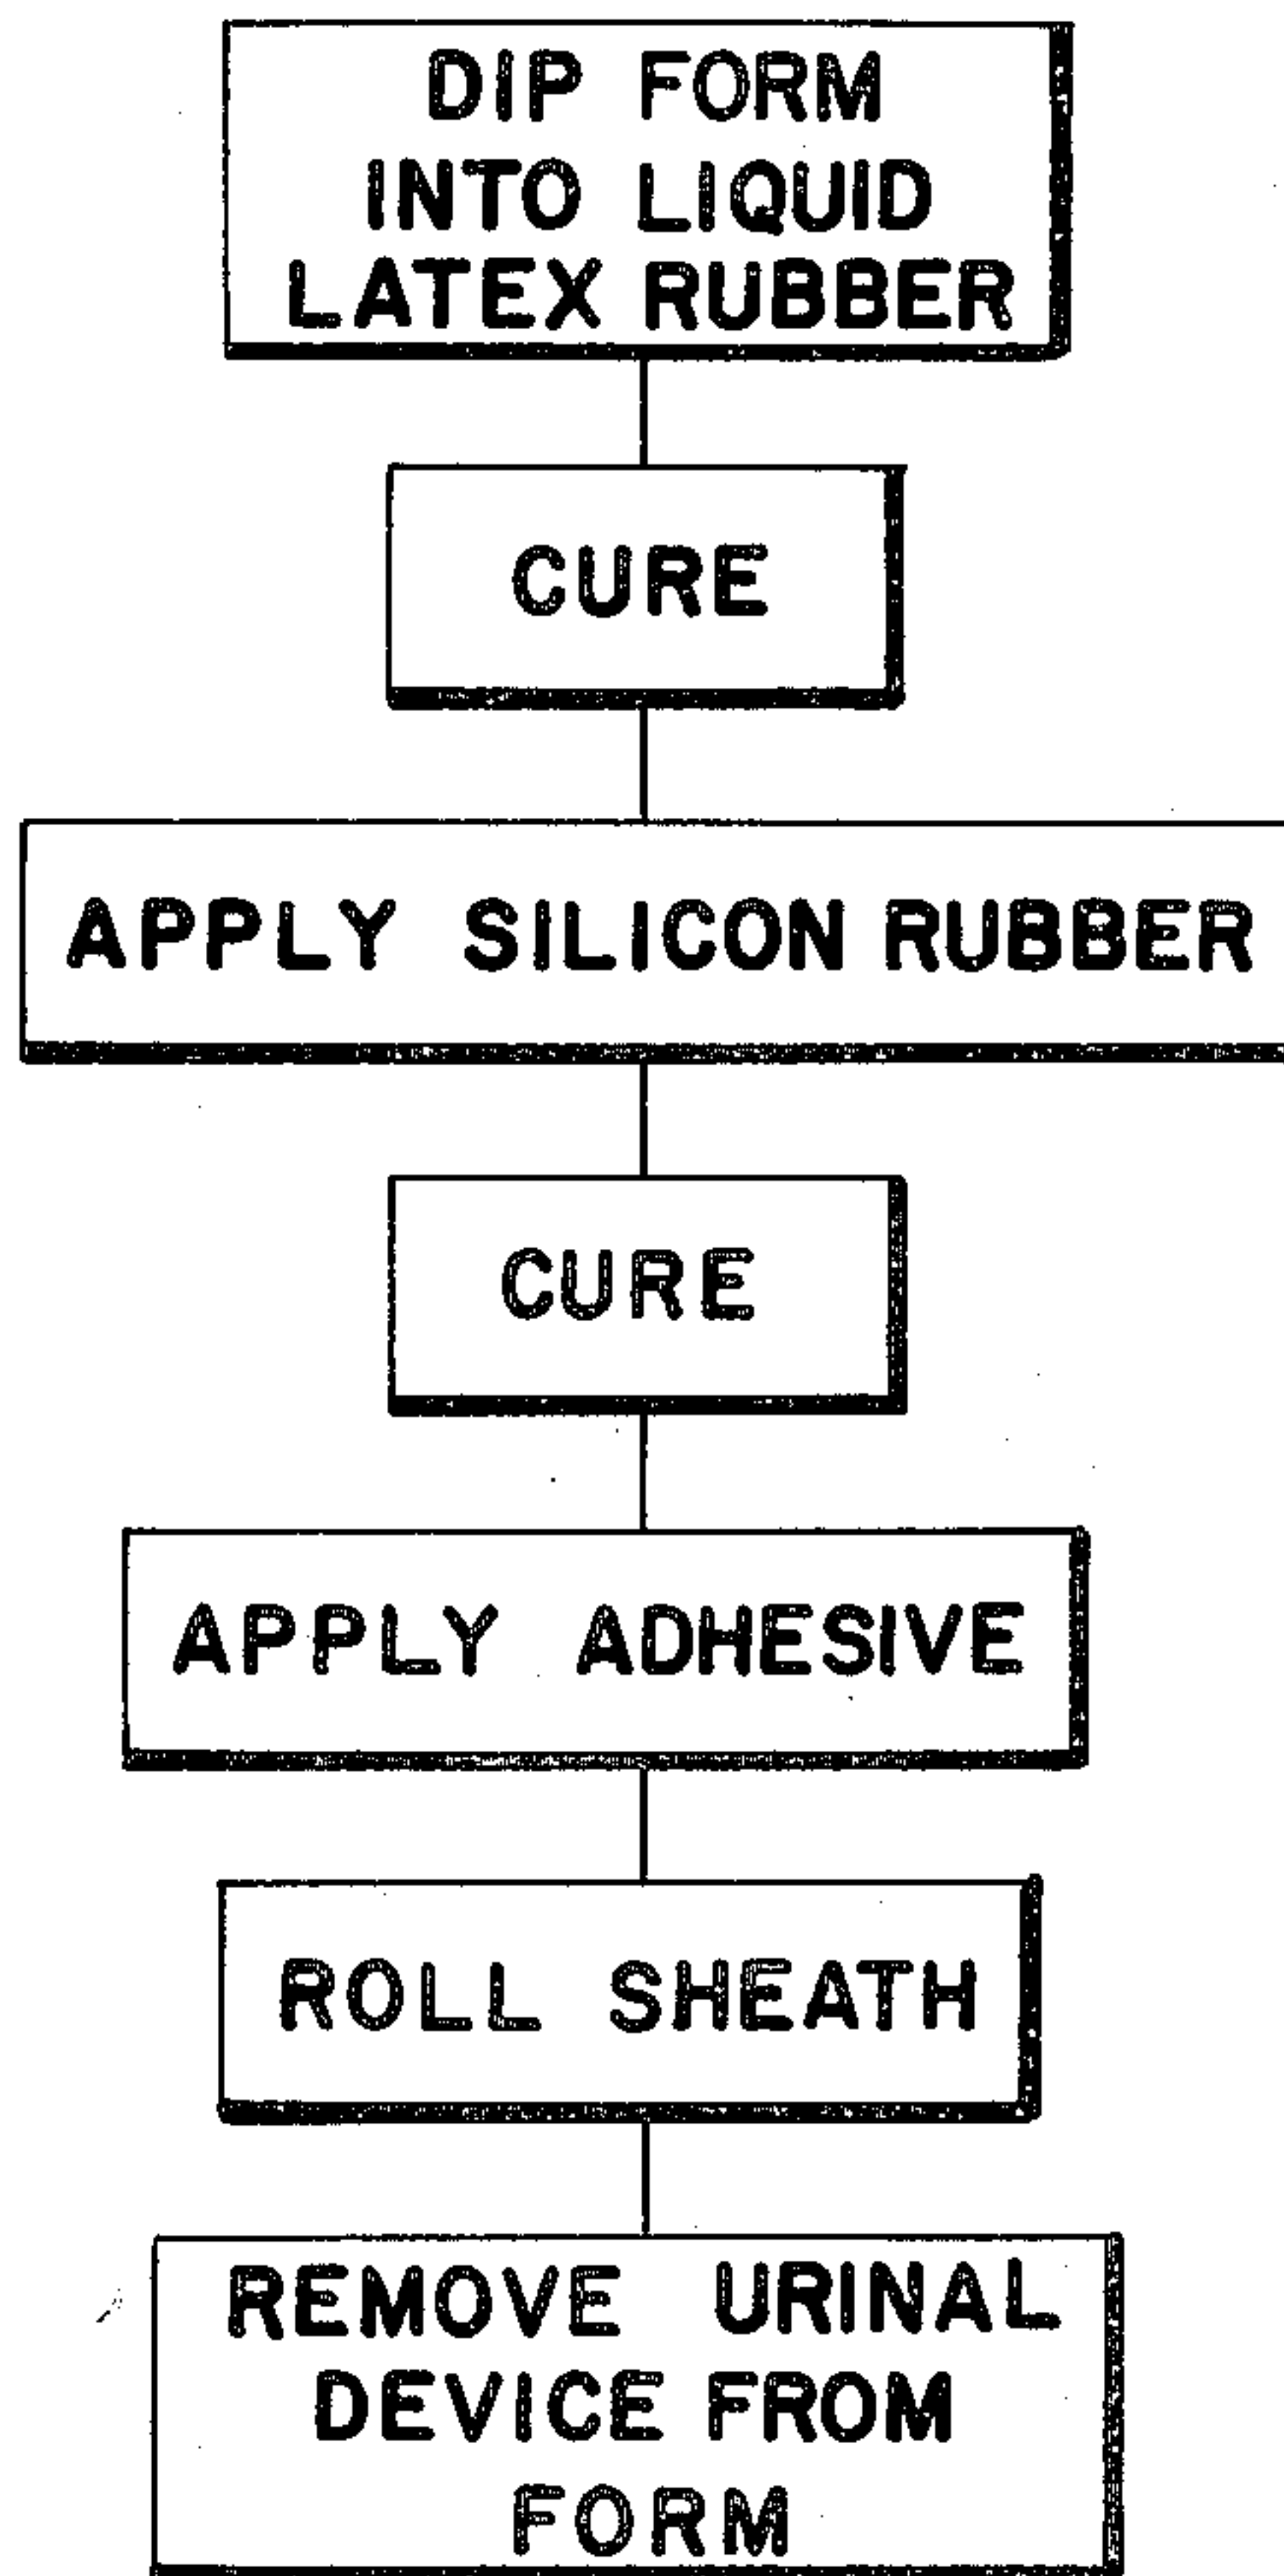 DIP FORM
INTO LIQUID
LATEX RUBBER
CURE
APPLY SILICON RUBBER
CURE
APPLY ADHESIVE
ROLL SHEATH
REMOVE URINAL
DEVICE FROM
FORM